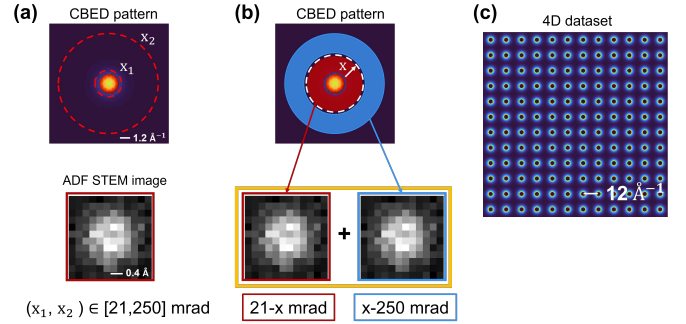 (a)
CBED pattern
x₂
x₁
1.2 Å⁻¹
ADF STEM image
0.4 Å
(x₁, x₂ ) ∈ [21,250] mrad
(b)
CBED pattern
x
+
21-x mrad
x-250 mrad
(c)
4D dataset
12 Å⁻¹